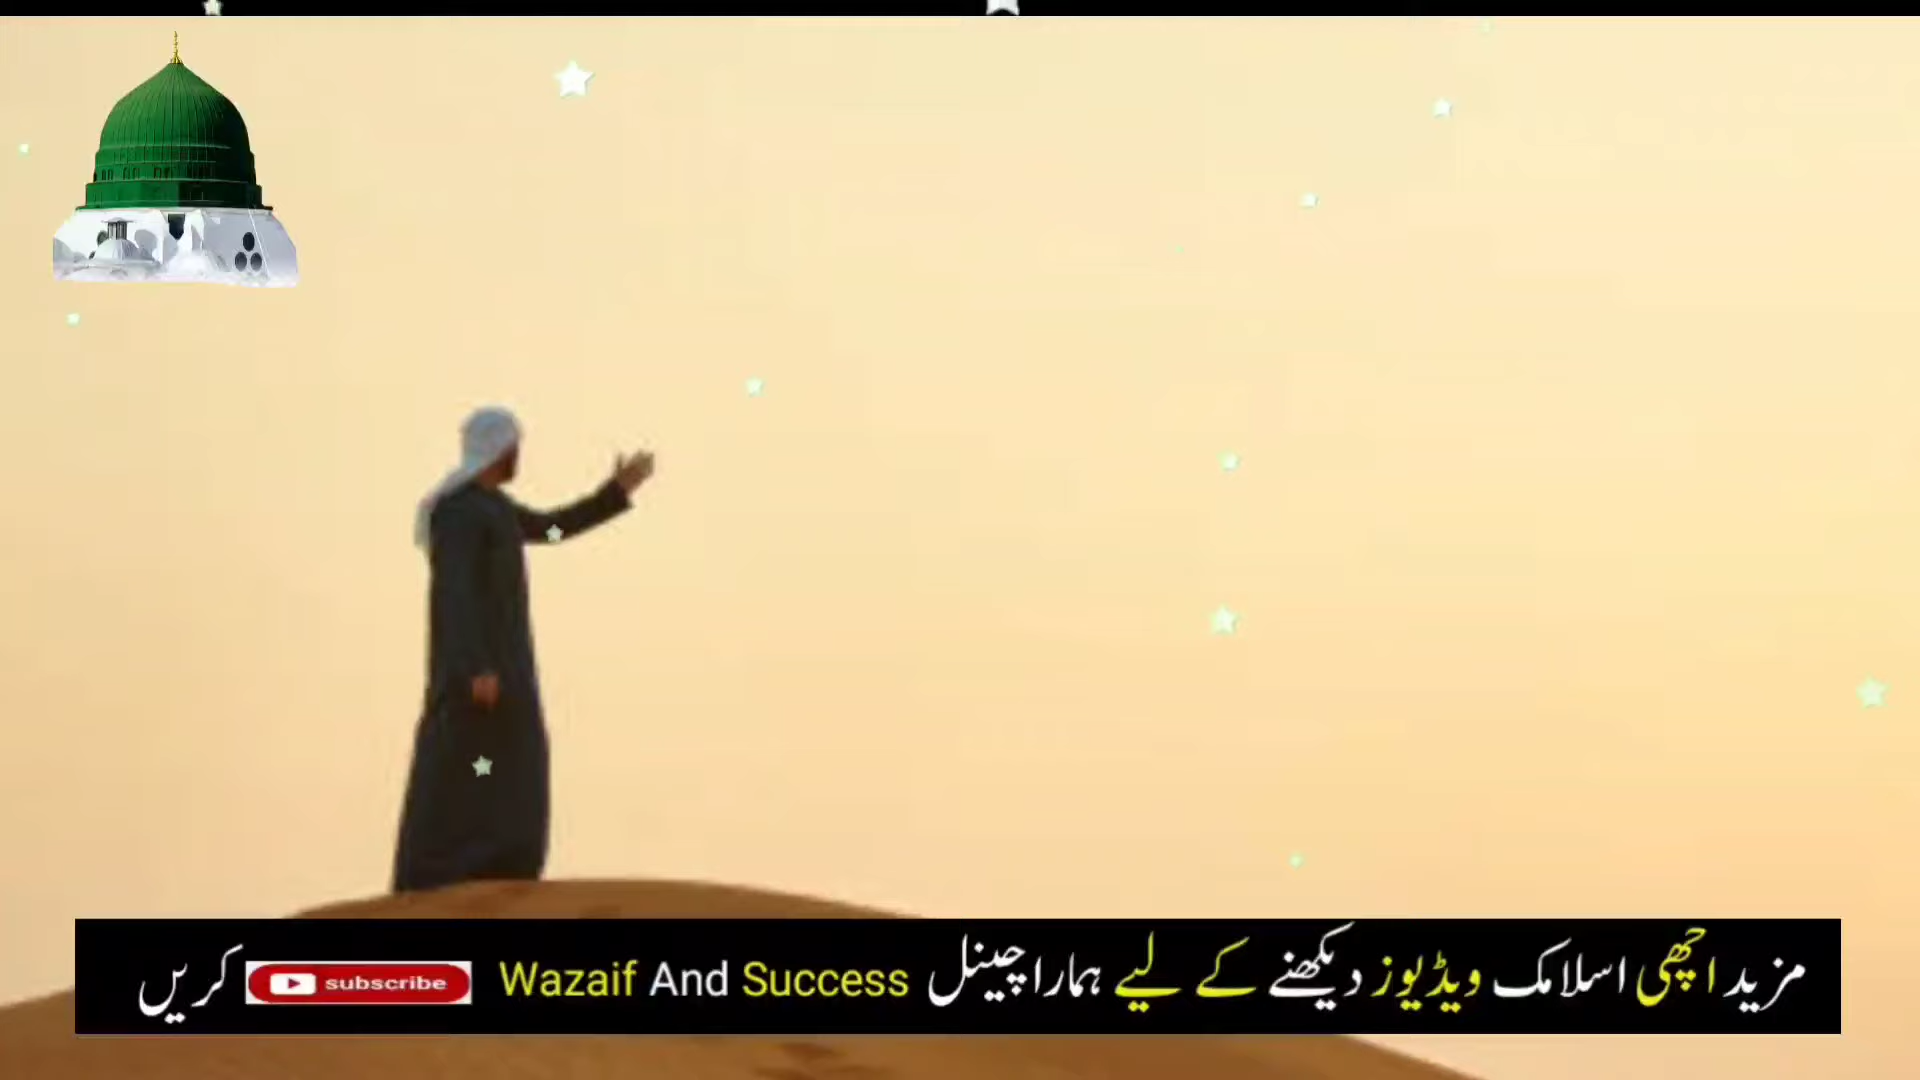 مزید اچھی اسلامک ویڈیوز دیکھنے کے لیے ہمارا چینل Wazaif And Success subscribe کریں